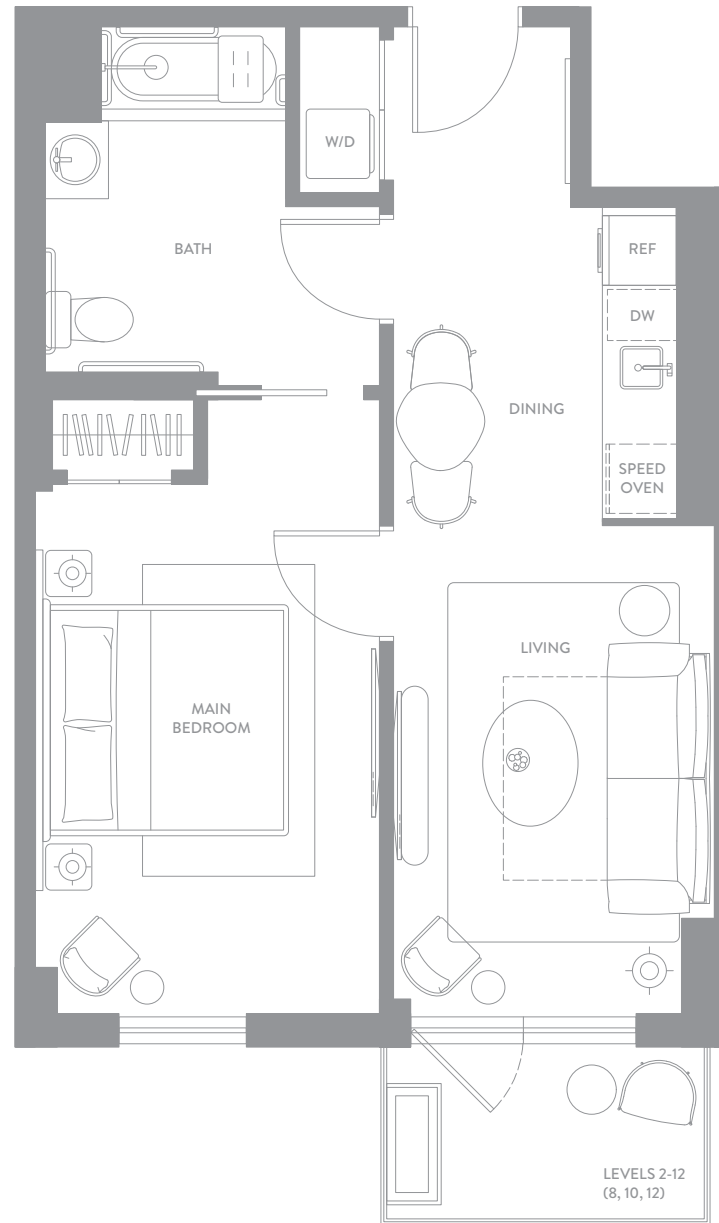 W/D
BATH
REF
DW
DINING
SPEED
OVEN
LIVING
MAIN
BEDROOM
LEVELS 2-12
(8, 10, 12)